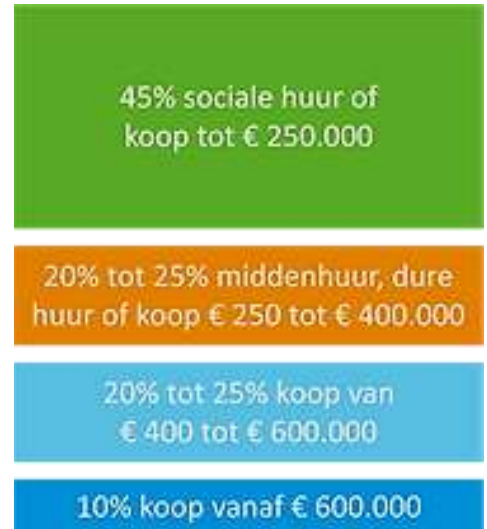 45% sociale huur of
koop tot € 250.000
20% tot 25% middenhuur, dure
huur of koop € 250 tot € 400.000
20% tot 25% koop van
€ 400 tot € 600.000
10% koop vanaf € 600.000